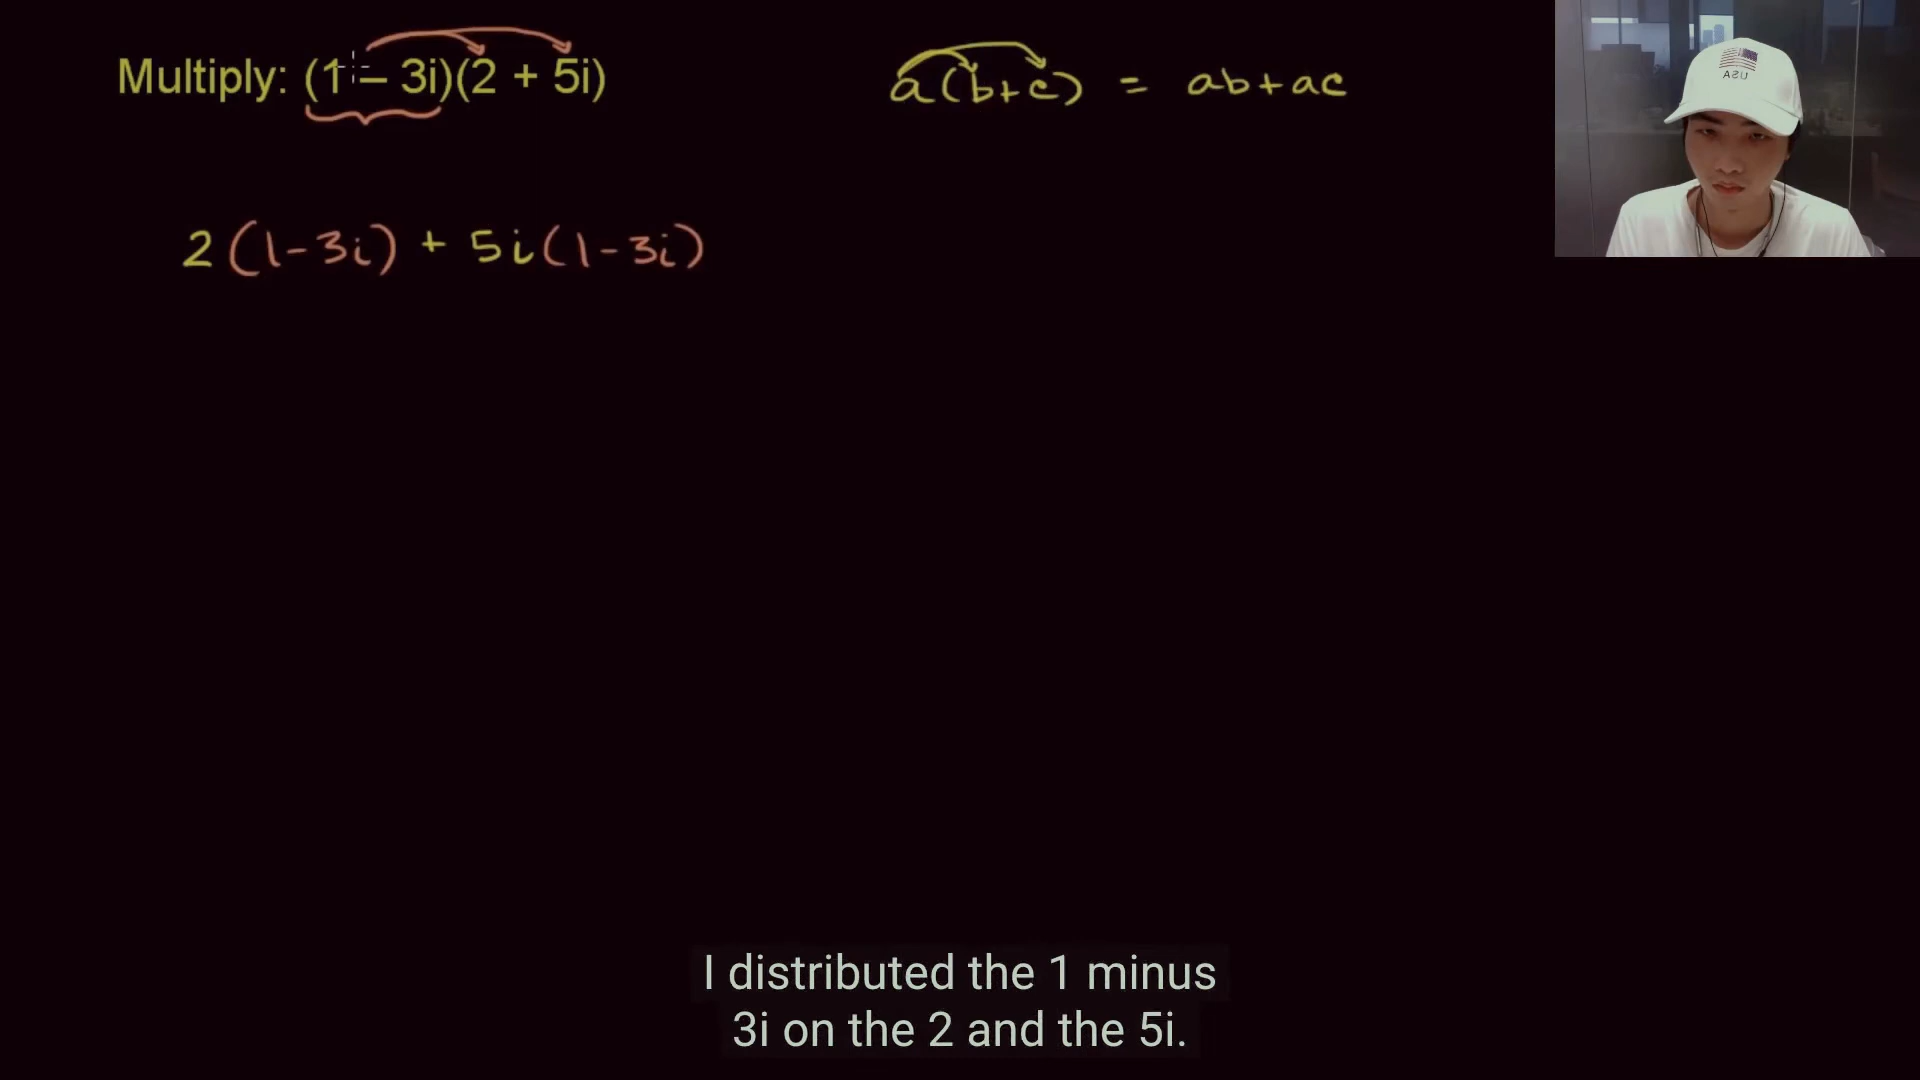 Multiply: (1 – 3i)(2 + 5i)
a(b+c) = ab+ac
USA
2(1-3i) + 5i(1-3i)
I distributed the 1 minus
3i on the 2 and the 5i.